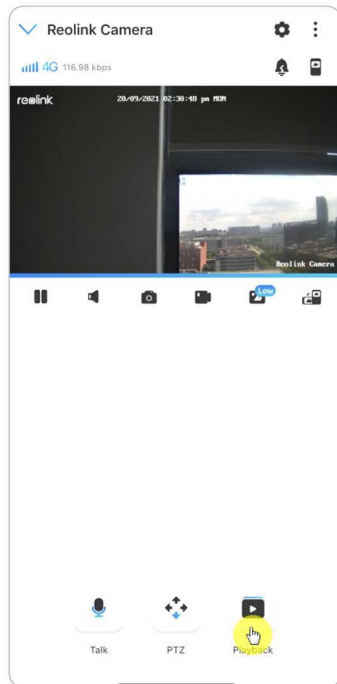 Reolink Camera
4G 116.98 kbps
reolink
20/09/2021 02:30:48 pm MON
Reolink Camera
Low
Talk
PTZ
Playback